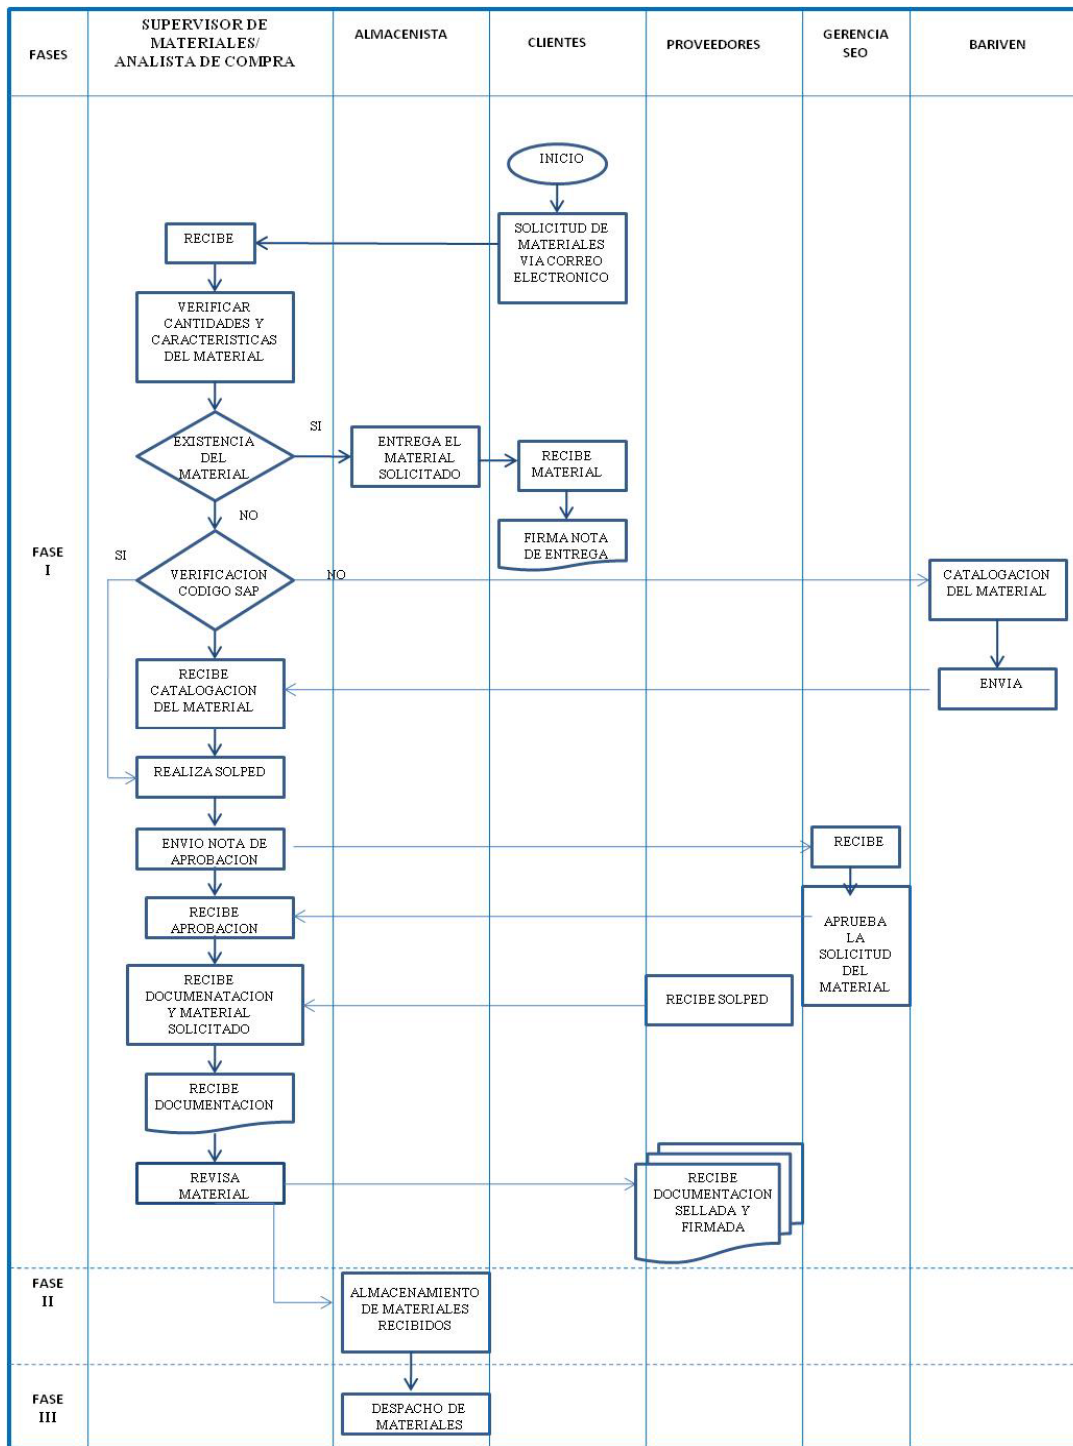 FASES
SUPERVISOR DE
MATERIALES/
ANALISTA DE COMPRA
ALMACENISTA
CLIENTES
PROVEEDORES
GERENCIA
SEO
BARIVEN
INICIO
SOLICITUD DE
MATERIALES
VIA CORREO
ELECTRONICO
RECIBE
VERIFICAR
CANTIDADES Y
CARACTERISTICAS
DEL MATERIAL
EXISTENCIA
DEL
MATERIAL
SI
ENTREGA EL
MATERIAL
SOLICITADO
RECIBE
MATERIAL
NO
FIRMA NOTA
DE ENTREGA
FASE
I
SI
VERIFICACION
CODIGO SAP
NO
CATALOGACION
DEL MATERIAL
RECIBE
CATALOGACION
DEL MATERIAL
ENVIA
REALIZA SOLPED
ENVIO NOTA DE
APROBACION
RECIBE
RECIBE
APROBACION
APRUEBA
LA
SOLICITUD
DEL
MATERIAL
RECIBE
DOCUMENATACION
Y MATERIAL
SOLICITADO
RECIBE SOLPED
RECIBE
DOCUMENTACION
REVISA
MATERIAL
RECIBE
DOCUMENTACION
SELLADA Y
FIRMADA
FASE
II
ALMACENAMIENTO
DE MATERIALES
RECIBIDOS
FASE
III
DESPACHO DE
MATERIALES